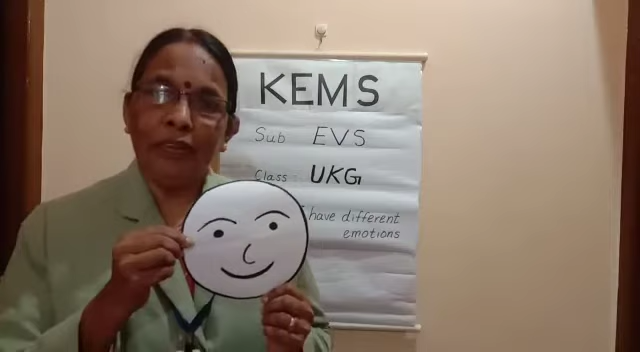 KEMS
Sub EVS
Class UKG
have different
emotions